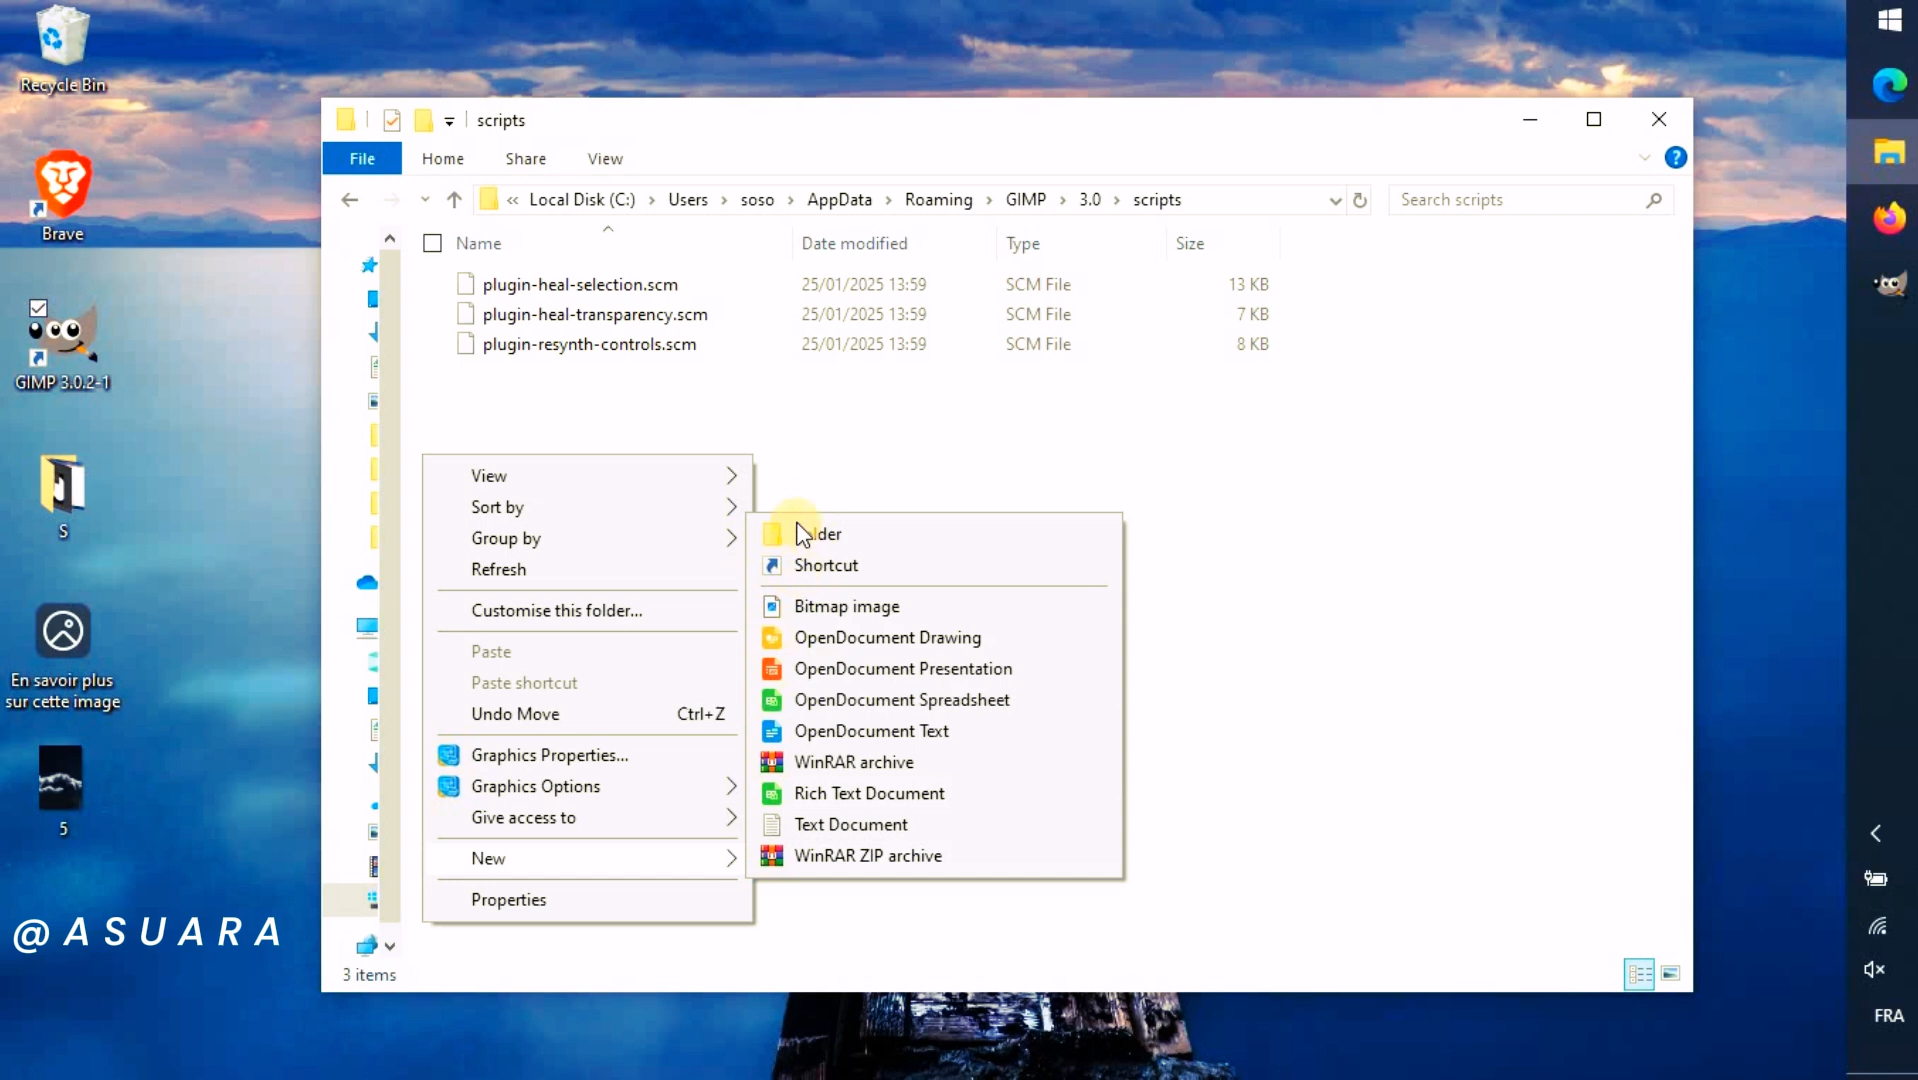 Recycle Bin
Brave
GIMP 3.0.2-1
S
En savoir plus
sur cette image
5
@ASUARA
scripts
File
Home
Share
View
?
« Local Disk (C:) > Users > soso > AppData > Roaming > GIMP > 3.0 > scripts
Search scripts
Name
Date modified
Type
Size
plugin-heal-selection.scm 25/01/2025 13:59 SCM File 13 KB
plugin-heal-transparency.scm 25/01/2025 13:59 SCM File 7 KB
plugin-resynth-controls.scm 25/01/2025 13:59 SCM File 8 KB
View
Sort by
Group by
Refresh
Customise this folder...
Paste
Paste shortcut
Undo Move Ctrl+Z
Graphics Properties...
Graphics Options
Give access to
New
Properties
Shortcut
Bitmap image
OpenDocument Drawing
OpenDocument Presentation
OpenDocument Spreadsheet
OpenDocument Text
WinRAR archive
Rich Text Document
Text Document
WinRAR ZIP archive
3 items
FRA